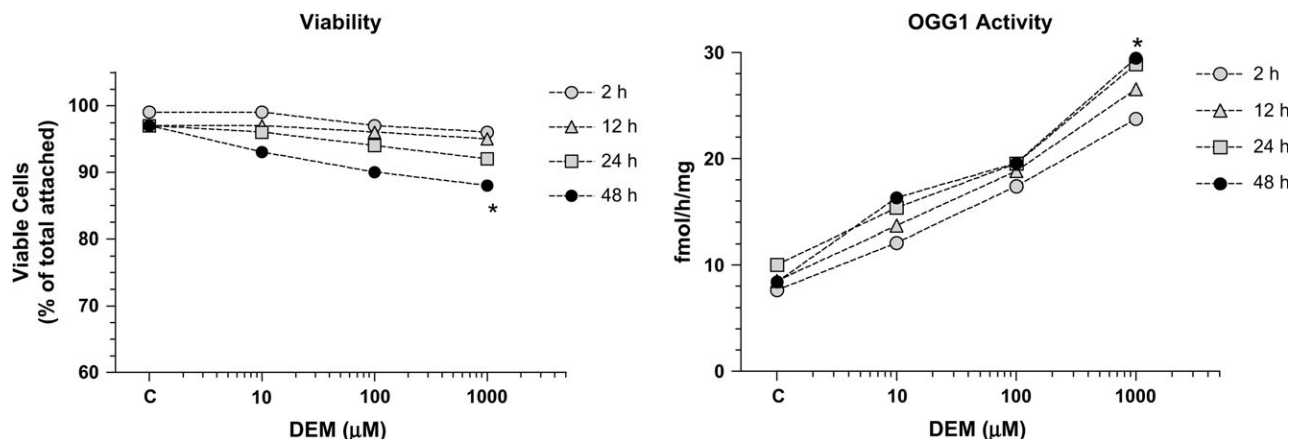 Viability
Viable Cells
(% of total attached)
100
90
80
70
60
C
10
100
1000
DEM (μM)
*
2 h
12 h
24 h
48 h
OGG1 Activity
fmol/h/mg
30
20
10
0
C
10
100
1000
DEM (μM)
*
2 h
12 h
24 h
48 h